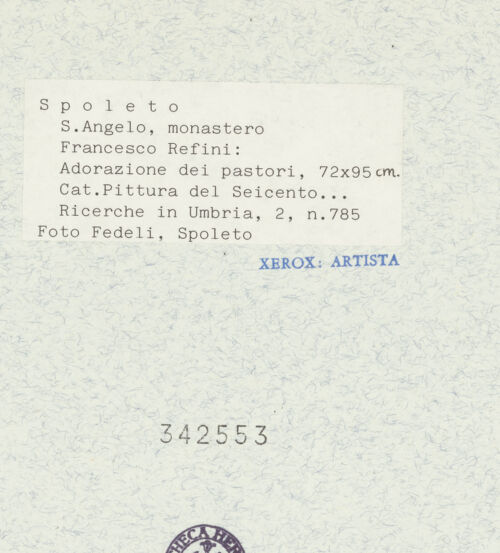 S p o l e t o
S.Angelo, monastero
Francesco Refini:
Adorazione dei pastori, 72x95 cm.
Cat.Pittura del Seicento...
Ricerche in Umbria, 2, n.785
Foto Fedeli, Spoleto
XEROX: ARTISTA
342553